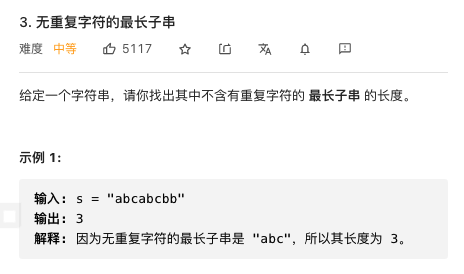 3. 无重复字符的最长子串
难度 中等 5117
给定一个字符串，请你找出其中不含有重复字符的 最长子串 的长度。
示例 1:
输入: s = "abcabcbb"
输出: 3
解释: 因为无重复字符的最长子串是 "abc"，所以其长度为 3。